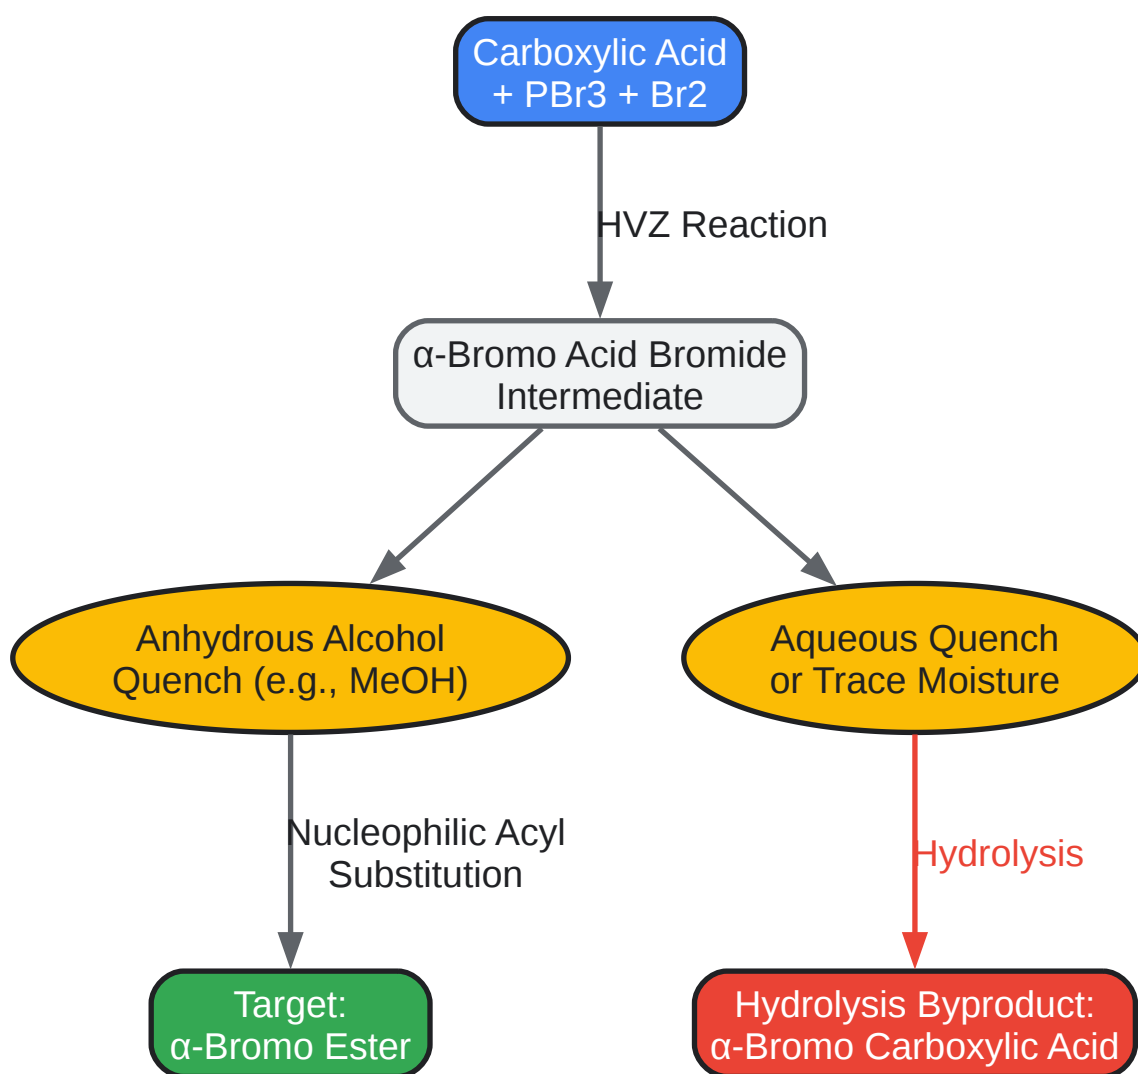 Carboxylic Acid
+ PBr3 + Br2
HVZ Reaction
α-Bromo Acid Bromide
Intermediate
Anhydrous Alcohol
Quench (e.g., MeOH)
Aqueous Quench
or Trace Moisture
Nucleophilic Acyl
Substitution
Hydrolysis
Target:
α-Bromo Ester
Hydrolysis Byproduct:
α-Bromo Carboxylic Acid